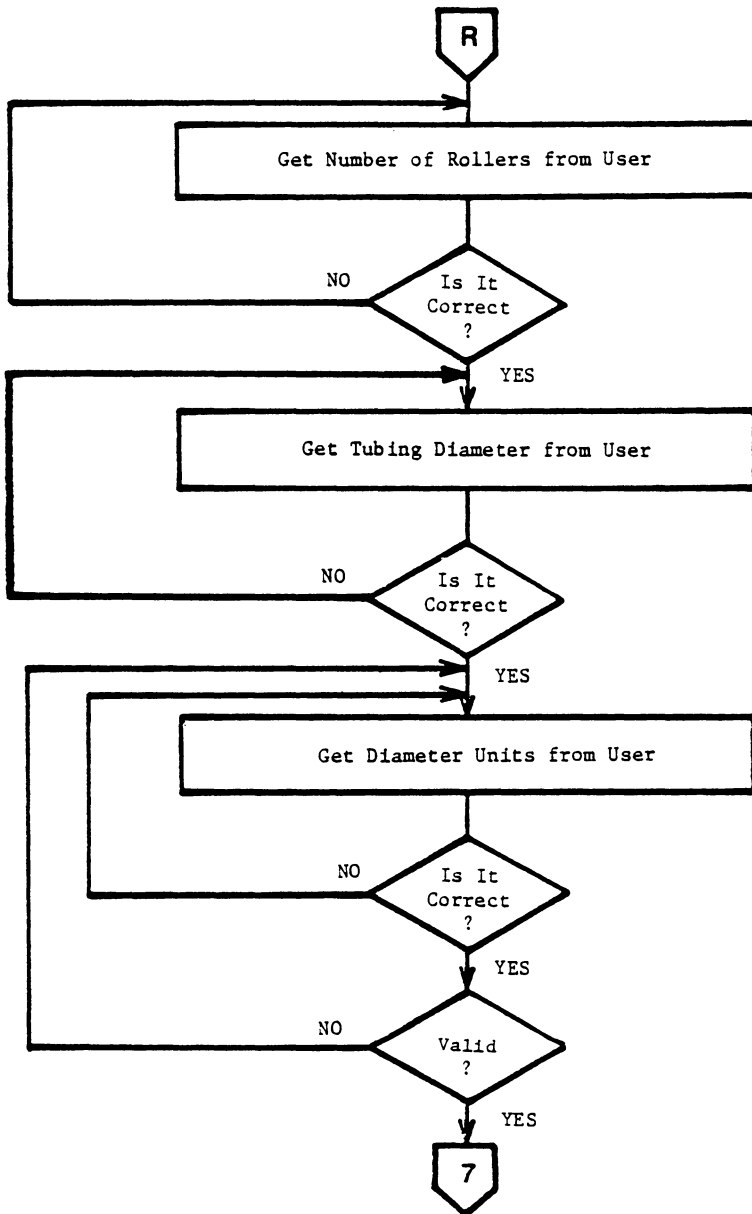 R
Get Number of Rollers from User
NO
Is It
Correct
?
YES
Get Tubing Diameter from User
NO
Is It
Correct
?
YES
Get Diameter Units from User
NO
Is It
Correct
?
YES
NO
Valid
?
YES
7